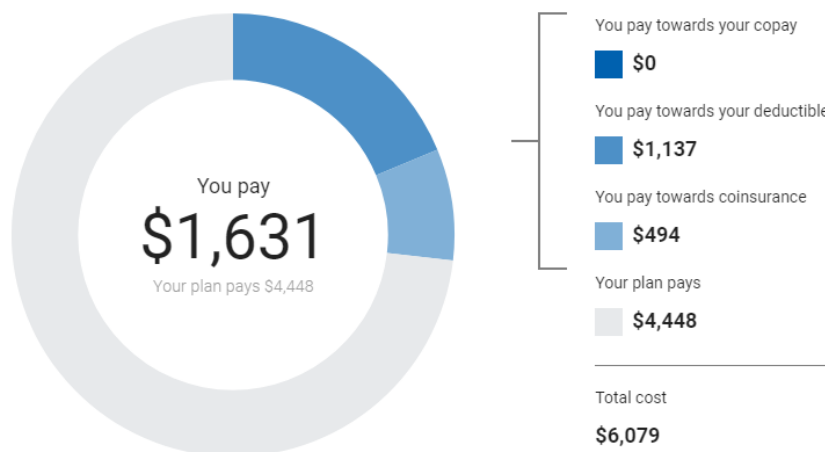 You pay
$1,631
Your plan pays $4,448
You pay towards your copay
$0
You pay towards your deductible
$1,137
You pay towards coinsurance
$494
Your plan pays
$4,448
Total cost
$6,079